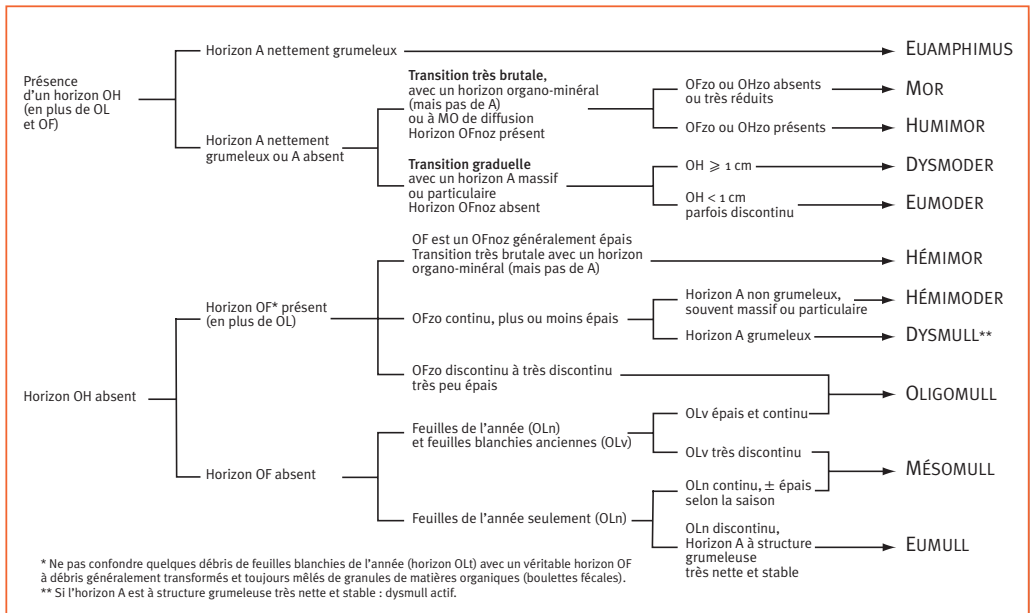 Horizon A nettement grumeleux
EUAMPHIMUS
Présence
d'un horizon OH
(en plus de OL
et OF)
Horizon A nettement
grumeleux ou A absent
Transition très brutale,
avec un horizon organo-minéral
(mais pas de A)
ou à MO de diffusion
Horizon OFnoz présent
OFzo ou OHzo absents
ou très réduits
MOR
OFzo ou OHzo présents
HUMIMOR
Transition graduelle
avec un horizon A massif
ou particulaire
Horizon OFnoz absent
OH ⩾ 1 cm
DYSMODER
OH < 1 cm
parfois discontinu
EUMODER
Horizon OH absent
Horizon OF* présent
(en plus de OL)
OF est un OFnoz généralement épais
Transition très brutale avec un horizon
organo-minéral (mais pas de A)
HÉMIMOR
OFzo continu, plus ou moins épais
Horizon A non grumeleux,
souvent massif ou particulaire
HÉMIMODER
Horizon A grumeleux
DYSMULL**
OFzo discontinu à très discontinu
très peu épais
OLIGOMULL
Horizon OF absent
Feuilles de l'année (OLn)
et feuilles blanchies anciennes (OLv)
OLv épais et continu
OLv très discontinu
MÉSOMULL
Feuilles de l'année seulement (OLn)
OLn continu, ± épais
selon la saison
OLn discontinu,
Horizon A à structure
grumeleuse
très nette et stable
EUMULL
* Ne pas confondre quelques débris de feuilles blanchies de l'année (horizon OLt) avec un véritable horizon OF
à débris généralement transformés et toujours mêlés de granules de matières organiques (boulettes fécales).
** Si l'horizon A est à structure grumeleuse très nette et stable : dysmull actif.